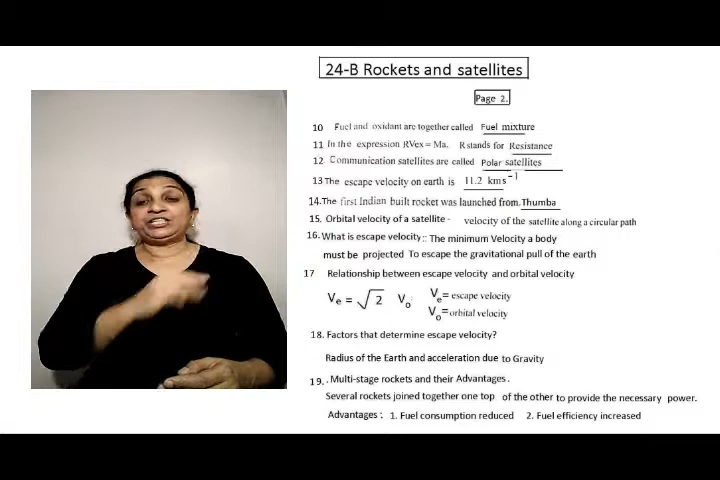 24-B Rockets and satellites
Page 2.
10 Fuel and oxidant are together called Fuel mixture
11 In the expression RVex = Ma. R stands for Resistance
12 Communication satellites are called Polar satellites
13 The escape velocity on earth is 11.2 kms⁻¹
14.The first Indian built rocket was launched from Thumba
15. Orbital velocity of a satellite - velocity of the satellite along a circular path
16. What is escape velocity :: The minimum Velocity a body
must be projected To escape the gravitational pull of the earth
17 Relationship between escape velocity and orbital velocity
Vₑ = √2 Vₒ Vₑ= escape velocity
Vₒ=orbital velocity
18. Factors that determine escape velocity?
Radius of the Earth and acceleration due to Gravity
19. .Multi-stage rockets and their Advantages.
Several rockets joined together one top of the other to provide the necessary power.
Advantages : 1. Fuel consumption reduced 2. Fuel efficiency increased